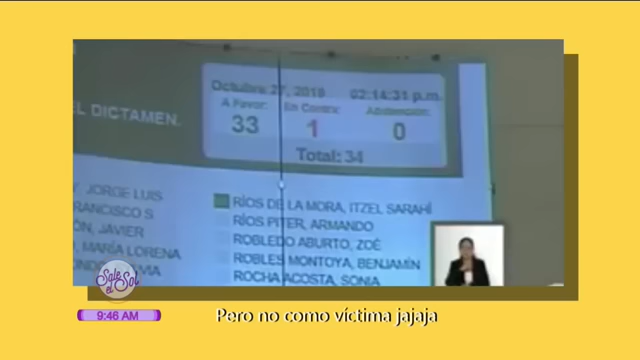 Octubre 27, 2019 02:14:31 p.m.
A Favor: En Contra: Abstención:
33 1 0
Total: 34
EL DICTAMEN.
JORGE LUIS
FRANCISCO S
JAVIER
MARÍA LORENA
RÍOS DE LA MORA, ITZEL SARAHÍ
RÍOS PITER, ARMANDO
ROBLEDO ABURTO, ZOÉ
ROBLES MONTOYA, BENJAMÍN
ROCHA ACOSTA, SONIA
Sale el Sol
9:46 AM
Pero no como víctima jajaja